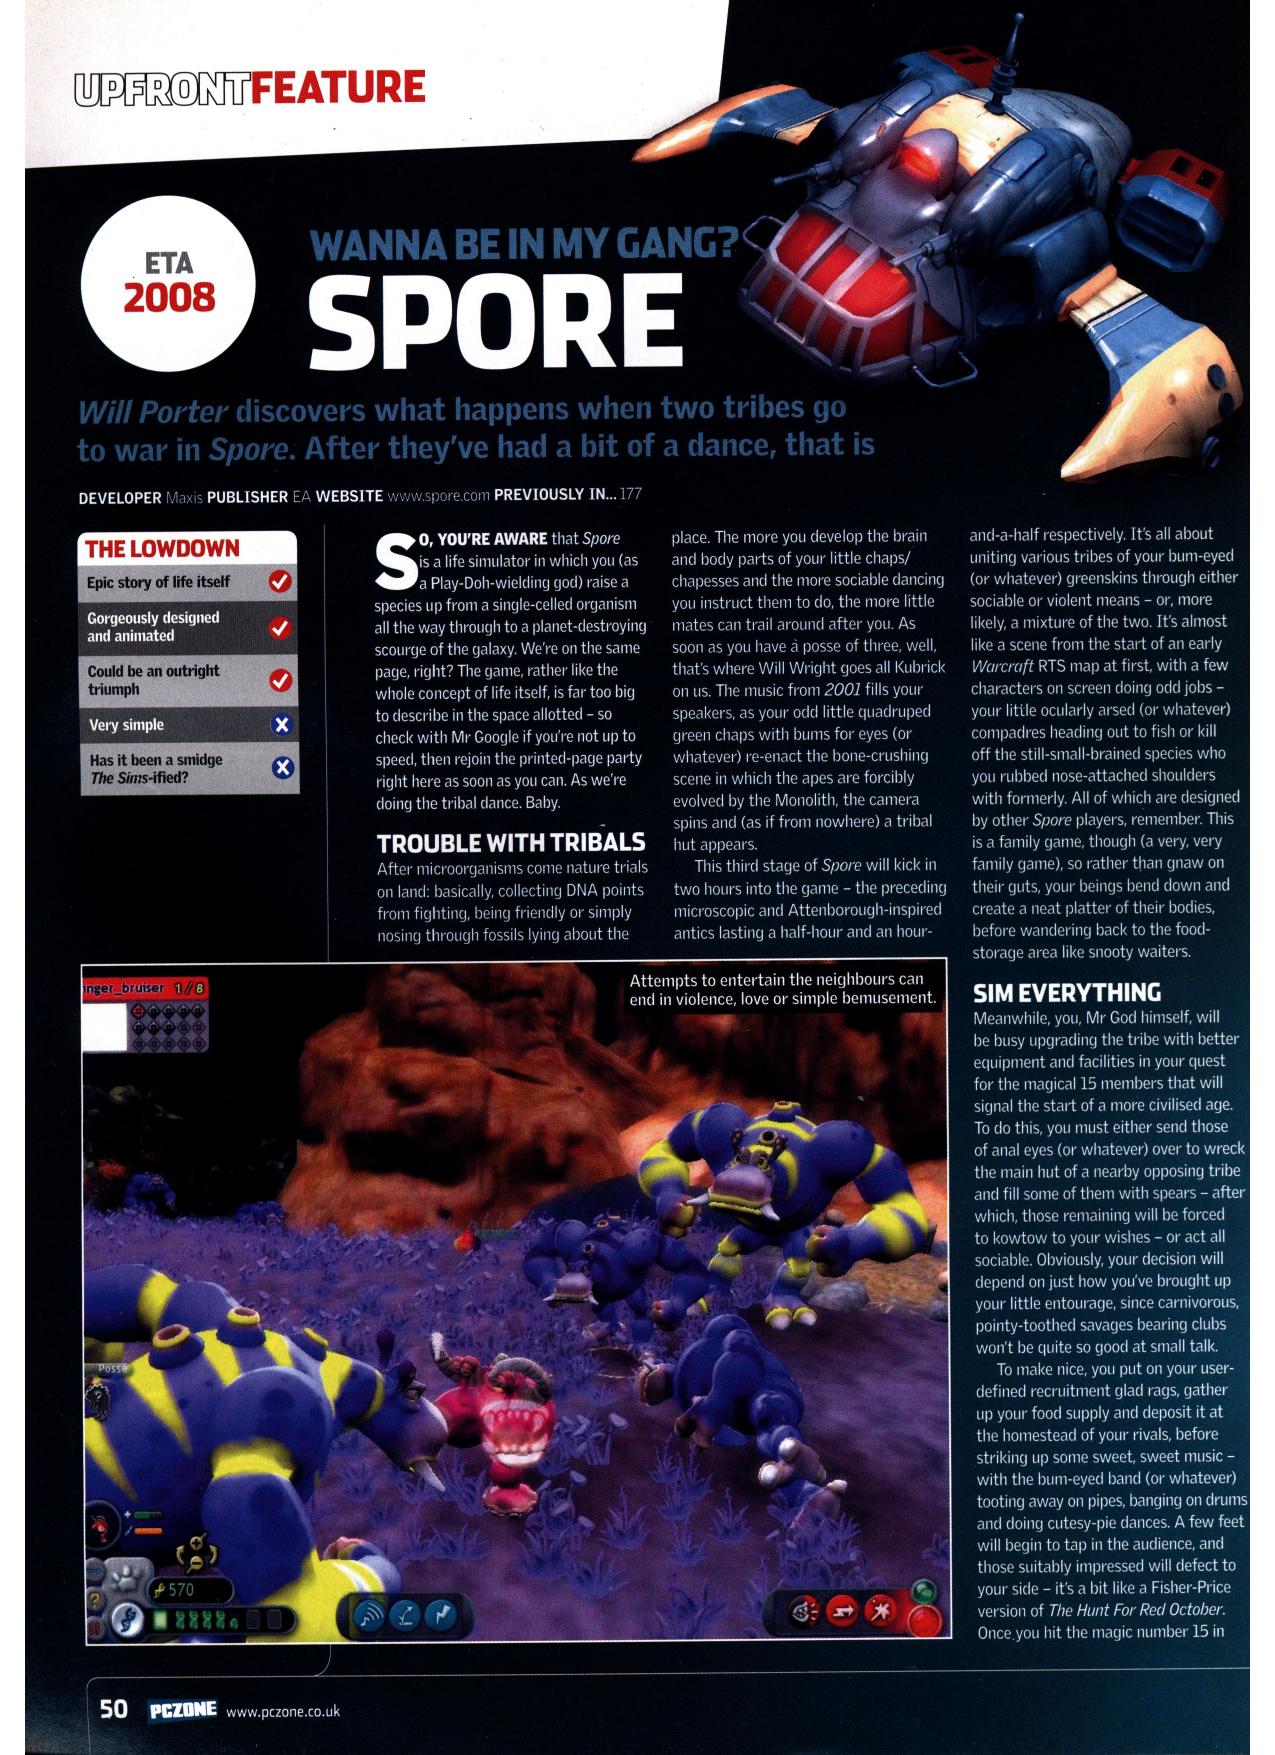 UPFRONTFEATURE
ETA
2008
WANNA BE IN MY GANG?
SPORE
Will Porter discovers what happens when two tribes go
to war in Spore. After they've had a bit of a dance, that is
DEVELOPER Maxis PUBLISHER EA WEBSITE www.spore.com PREVIOUSLY IN... 177
THE LOWDOWN
Epic story of life itself
Gorgeously designed
and animated
Could be an outright
triumph
Very simple
Has it been a smidge
The Sims-ified?
SO, YOU'RE AWARE that Spore
is a life simulator in which you (as
a Play-Doh-wielding god) raise a
species up from a single-celled organism
all the way through to a planet-destroying
scourge of the galaxy. We're on the same
page, right? The game, rather like the
whole concept of life itself, is far too big
to describe in the space allotted – so
check with Mr Google if you're not up to
speed, then rejoin the printed-page party
right here as soon as you can. As we're
doing the tribal dance. Baby.
TROUBLE WITH TRIBALS
After microorganisms come nature trials
on land: basically, collecting DNA points
from fighting, being friendly or simply
nosing through fossils lying about the
place. The more you develop the brain
and body parts of your little chaps/
chapesses and the more sociable dancing
you instruct them to do, the more little
mates can trail around after you. As
soon as you have a posse of three, well,
that's where Will Wright goes all Kubrick
on us. The music from 2001 fills your
speakers, as your odd little quadruped
green chaps with bums for eyes (or
whatever) re-enact the bone-crushing
scene in which the apes are forcibly
evolved by the Monolith, the camera
spins and (as if from nowhere) a tribal
hut appears.
This third stage of Spore will kick in
two hours into the game – the preceding
microscopic and Attenborough-inspired
antics lasting a half-hour and an hour-
and-a-half respectively. It's all about
uniting various tribes of your bum-eyed
(or whatever) greenskins through either
sociable or violent means – or, more
likely, a mixture of the two. It's almost
like a scene from the start of an early
Warcraft RTS map at first, with a few
characters on screen doing odd jobs –
your little ocularly arsed (or whatever)
compadres heading out to fish or kill
off the still-small-brained species who
you rubbed nose-attached shoulders
with formerly. All of which are designed
by other Spore players, remember. This
is a family game, though (a very, very
family game), so rather than gnaw on
their guts, your beings bend down and
create a neat platter of their bodies,
before wandering back to the food-
storage area like snooty waiters.
SIM EVERYTHING
Meanwhile, you, Mr God himself, will
be busy upgrading the tribe with better
equipment and facilities in your quest
for the magical 15 members that will
signal the start of a more civilised age.
To do this, you must either send those
of anal eyes (or whatever) over to wreck
the main hut of a nearby opposing tribe
and fill some of them with spears – after
which, those remaining will be forced
to kowtow to your wishes – or act all
sociable. Obviously, your decision will
depend on just how you've brought up
your little entourage, since carnivorous,
pointy-toothed savages bearing clubs
won't be quite so good at small talk.
To make nice, you put on your user-
defined recruitment glad rags, gather
up your food supply and deposit it at
the homestead of your rivals, before
striking up some sweet, sweet music –
with the bum-eyed band (or whatever)
tooting away on pipes, banging on drums
and doing cutesy-pie dances. A few feet
will begin to tap in the audience, and
those suitably impressed will defect to
your side – it's a bit like a Fisher-Price
version of The Hunt For Red October.
Once you hit the magic number 15 in
inger_bruiser 1/8
Attempts to entertain the neighbours can
end in violence, love or simple bemusement.
Posse
570
?
50 PCZONE www.pczone.co.uk